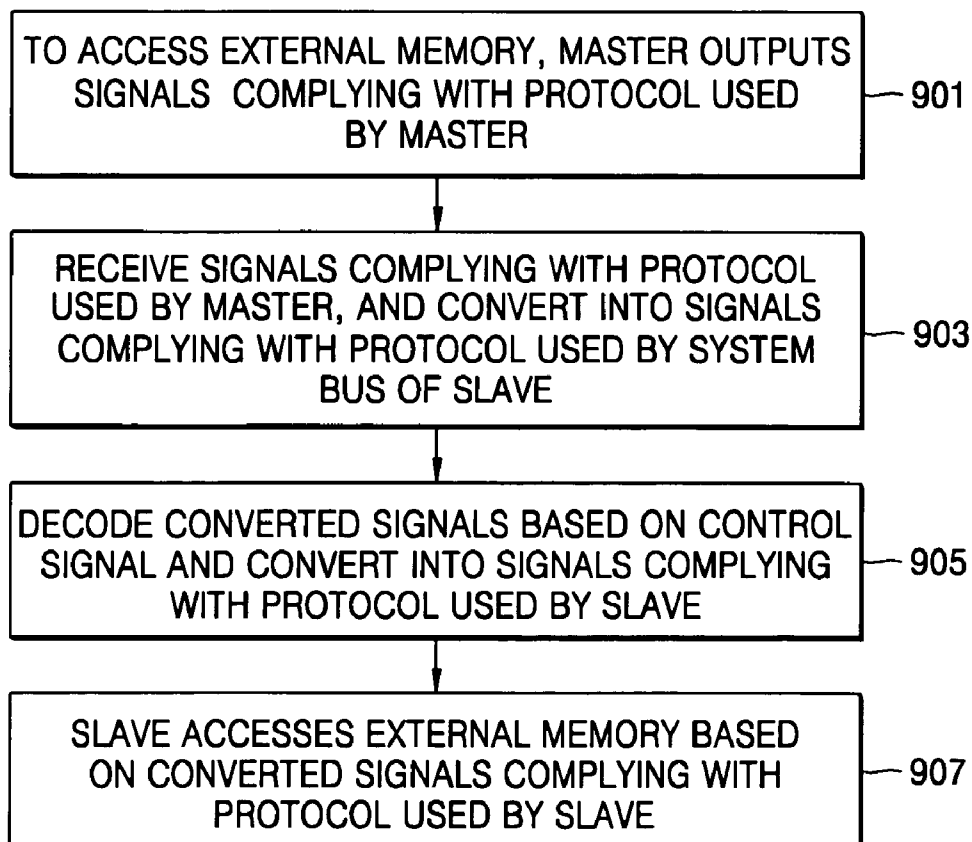 TO ACCESS EXTERNAL MEMORY, MASTER OUTPUTS
SIGNALS COMPLYING WITH PROTOCOL USED
BY MASTER
901
RECEIVE SIGNALS COMPLYING WITH PROTOCOL
USED BY MASTER, AND CONVERT INTO SIGNALS
COMPLYING WITH PROTOCOL USED BY SYSTEM
BUS OF SLAVE
903
DECODE CONVERTED SIGNALS BASED ON CONTROL
SIGNAL AND CONVERT INTO SIGNALS COMPLYING
WITH PROTOCOL USED BY SLAVE
905
SLAVE ACCESSES EXTERNAL MEMORY BASED
ON CONVERTED SIGNALS COMPLYING WITH
PROTOCOL USED BY SLAVE
907